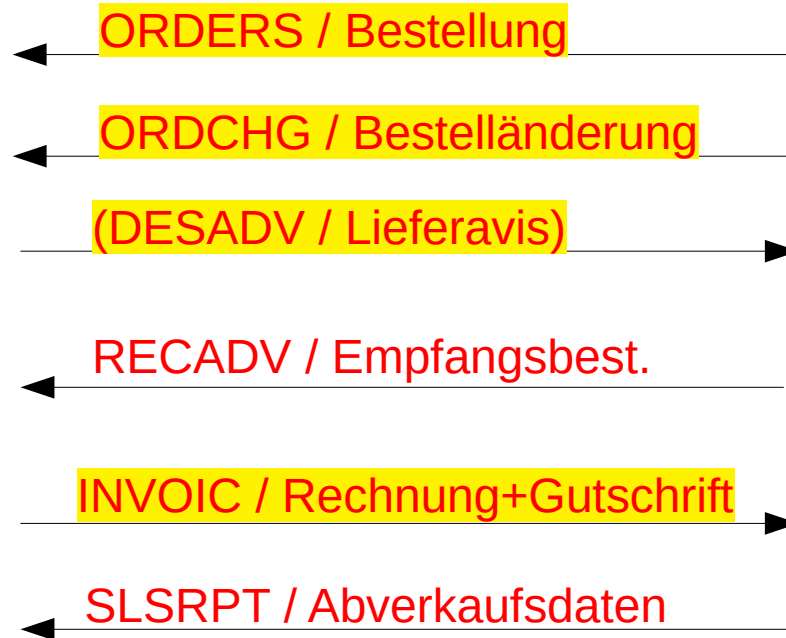 ORDERS / Bestellung
ORDCHG / Bestelländerung
(DESADV / Lieferavis)
RECADV / Empfangsbest.
INVOIC / Rechnung+Gutschrift
SLSRPT / Abverkaufsdaten